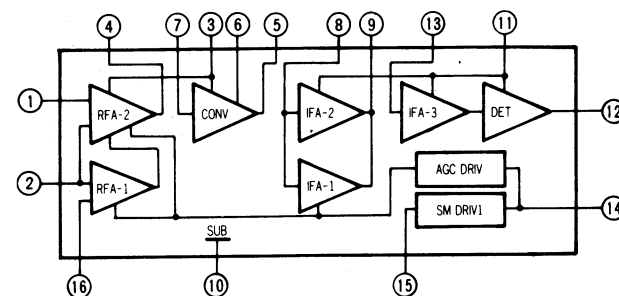 4 3 7 6 5 8 9 13 11
1 RFA-2 CONV IFA-2 IFA-3 DET 12
2 RFA-1 IFA-1 AGC DRIV
SM DRIV1 14
SUB
16 10 15